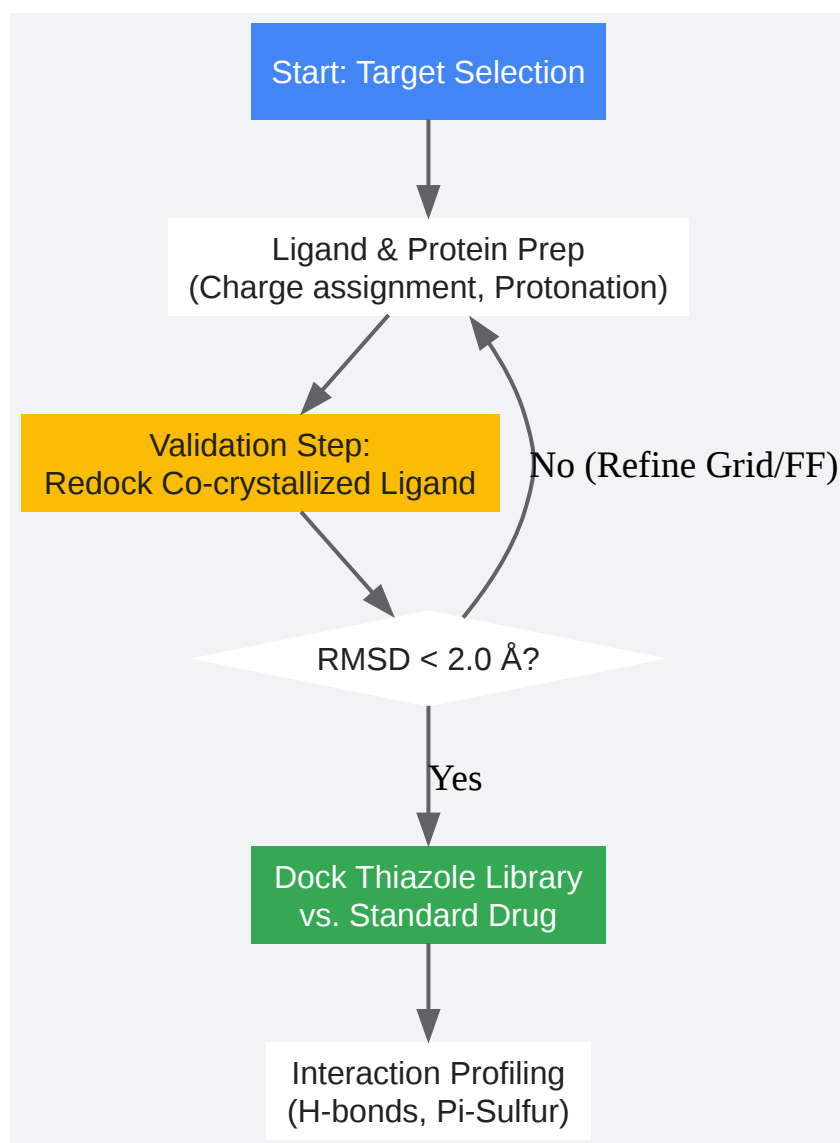 Start: Target Selection
Ligand & Protein Prep
(Charge assignment, Protonation)
Validation Step:
Redock Co-crystallized Ligand
No (Refine Grid/FF)
RMSD < 2.0 Å?
Yes
Dock Thiazole Library
vs. Standard Drug
Interaction Profiling
(H-bonds, Pi-Sulfur)